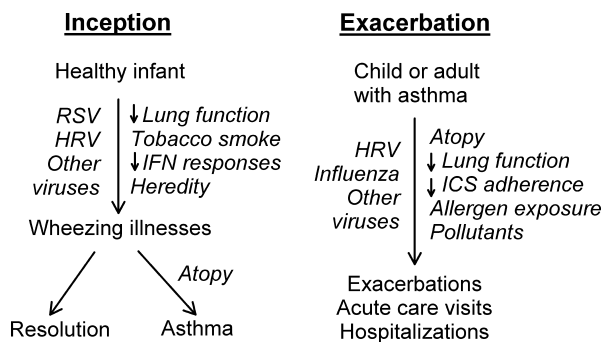 Inception
Healthy infant
RSV
HRV
Other
viruses
↓ Lung function
Tobacco smoke
↓ IFN responses
Heredity
Wheezing illnesses
Atopy
Resolution
Asthma
Exacerbation
Child or adult
with asthma
HRV
Influenza
Other
viruses
Atopy
↓ Lung function
↓ ICS adherence
Allergen exposure
Pollutants
Exacerbations
Acute care visits
Hospitalizations